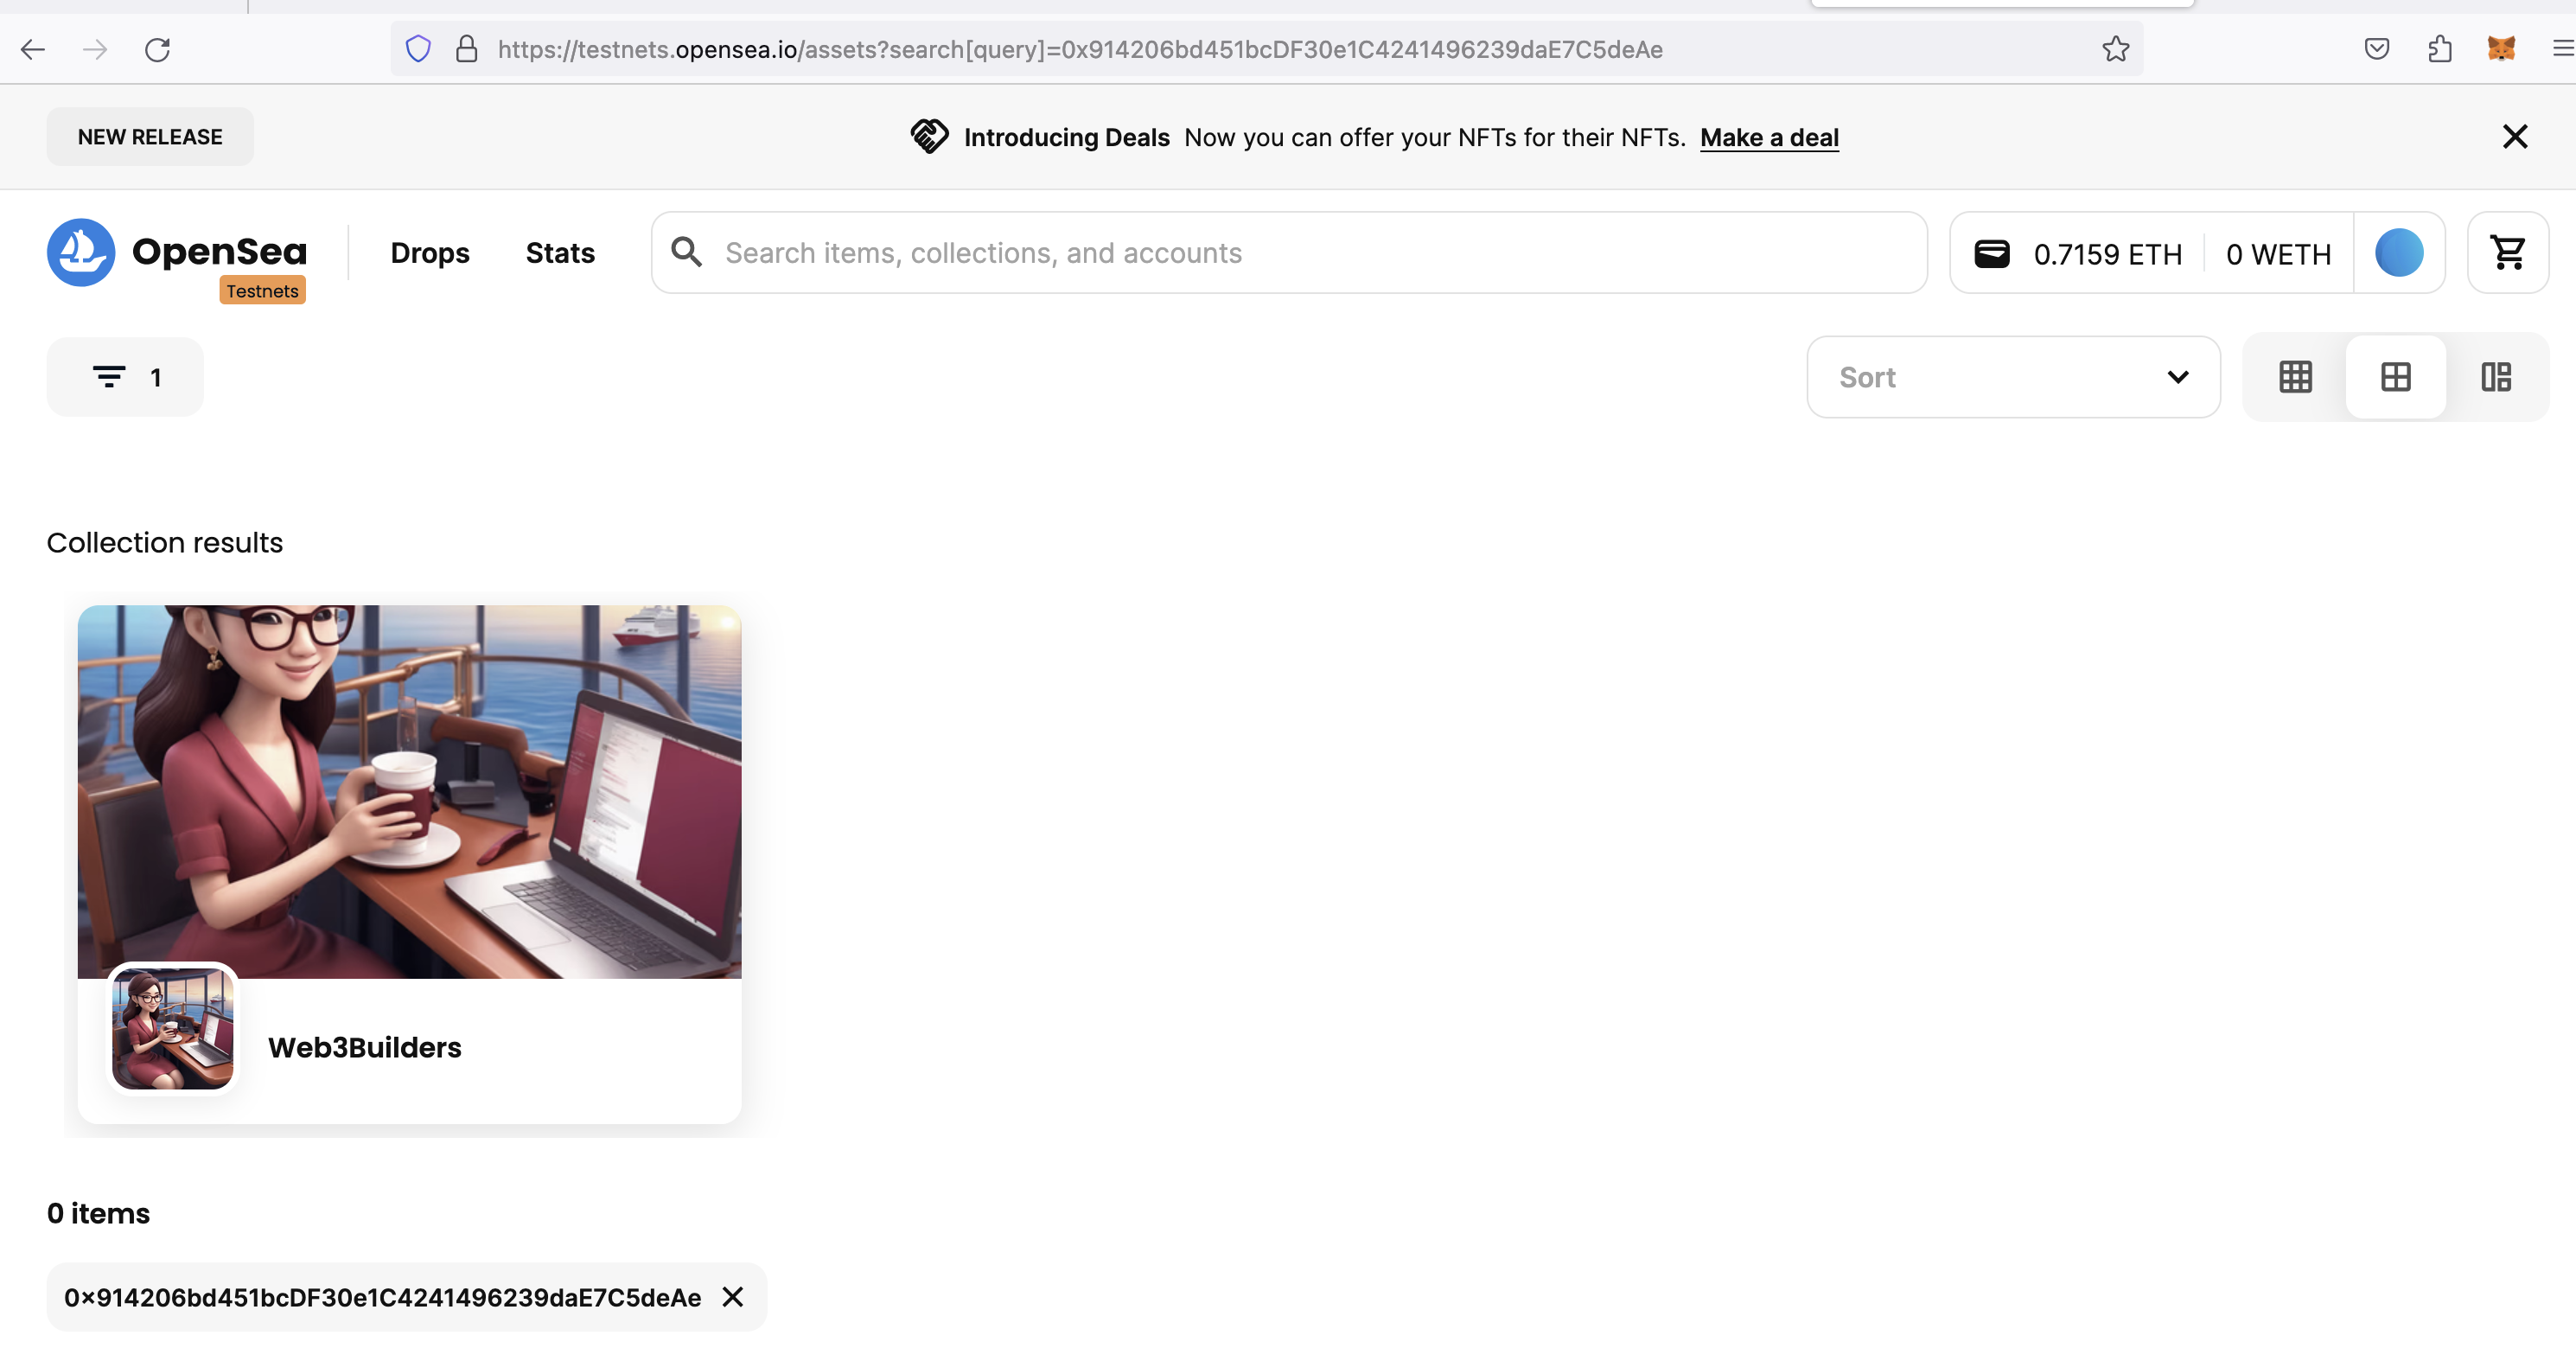 https://testnets.opensea.io/assets?search[query]=0x914206bd451bcDF30e1C4241496239daE7C5deAe
NEW RELEASE
Introducing Deals Now you can offer your NFTs for their NFTs. Make a deal
OpenSea
Testnets
Drops
Stats
Search items, collections, and accounts
0.7159 ETH
0 WETH
1
Sort
Collection results
Web3Builders
0 items
0x914206bd451bcDF30e1C4241496239daE7C5deAe